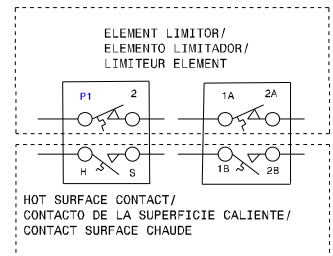 ELEMENT LIMITOR/
ELEMENTO LIMITADOR/
LIMITEUR ELEMENT
P1 2 1A 2A
H S 1B 2B
HOT SURFACE CONTACT/
CONTACTO DE LA SUPERFICIE CALIENTE/
CONTACT SURFACE CHAUDE